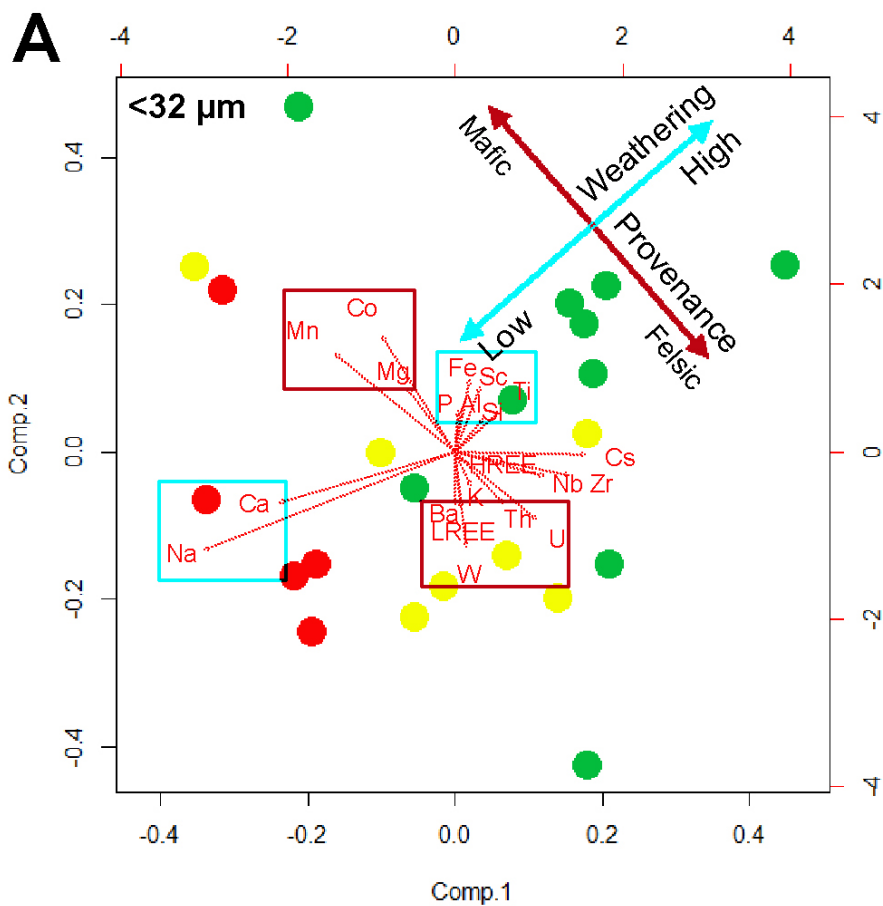 A
-4 -2 0 2 4
<32 µm
Mafic
Weathering
High
Provenance
Low
Felsic
0.4
0.2
0.0
-0.2
-0.4
Comp.2
4
2
0
-2
-4
Co
Mn
Mg
Fe
Sc
Ti
P
Al
Si
HREE
Cs
Nb
Zr
K
Ca
Na
Ba
Th
LREE
U
W
-0.4 -0.2 0.0 0.2 0.4
Comp.1